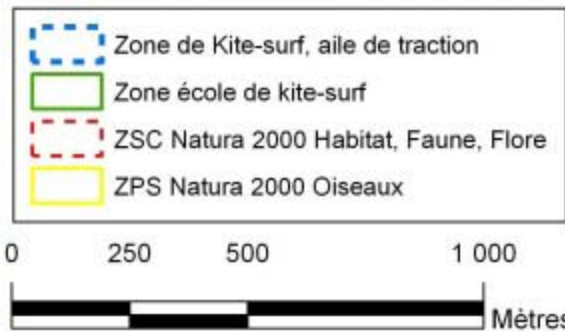 Zone de Kite-surf, aile de traction
Zone école de kite-surf
ZSC Natura 2000 Habitat, Faune, Flore
ZPS Natura 2000 Oiseaux
0 250 500 1 000
Mètres